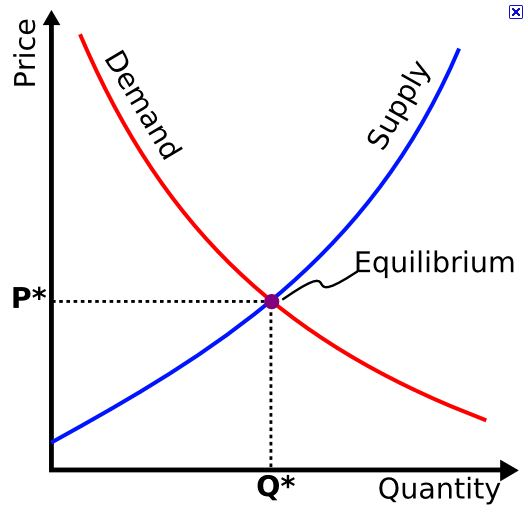 Price
Demand
Supply
Equilibrium
P*
Q*
Quantity